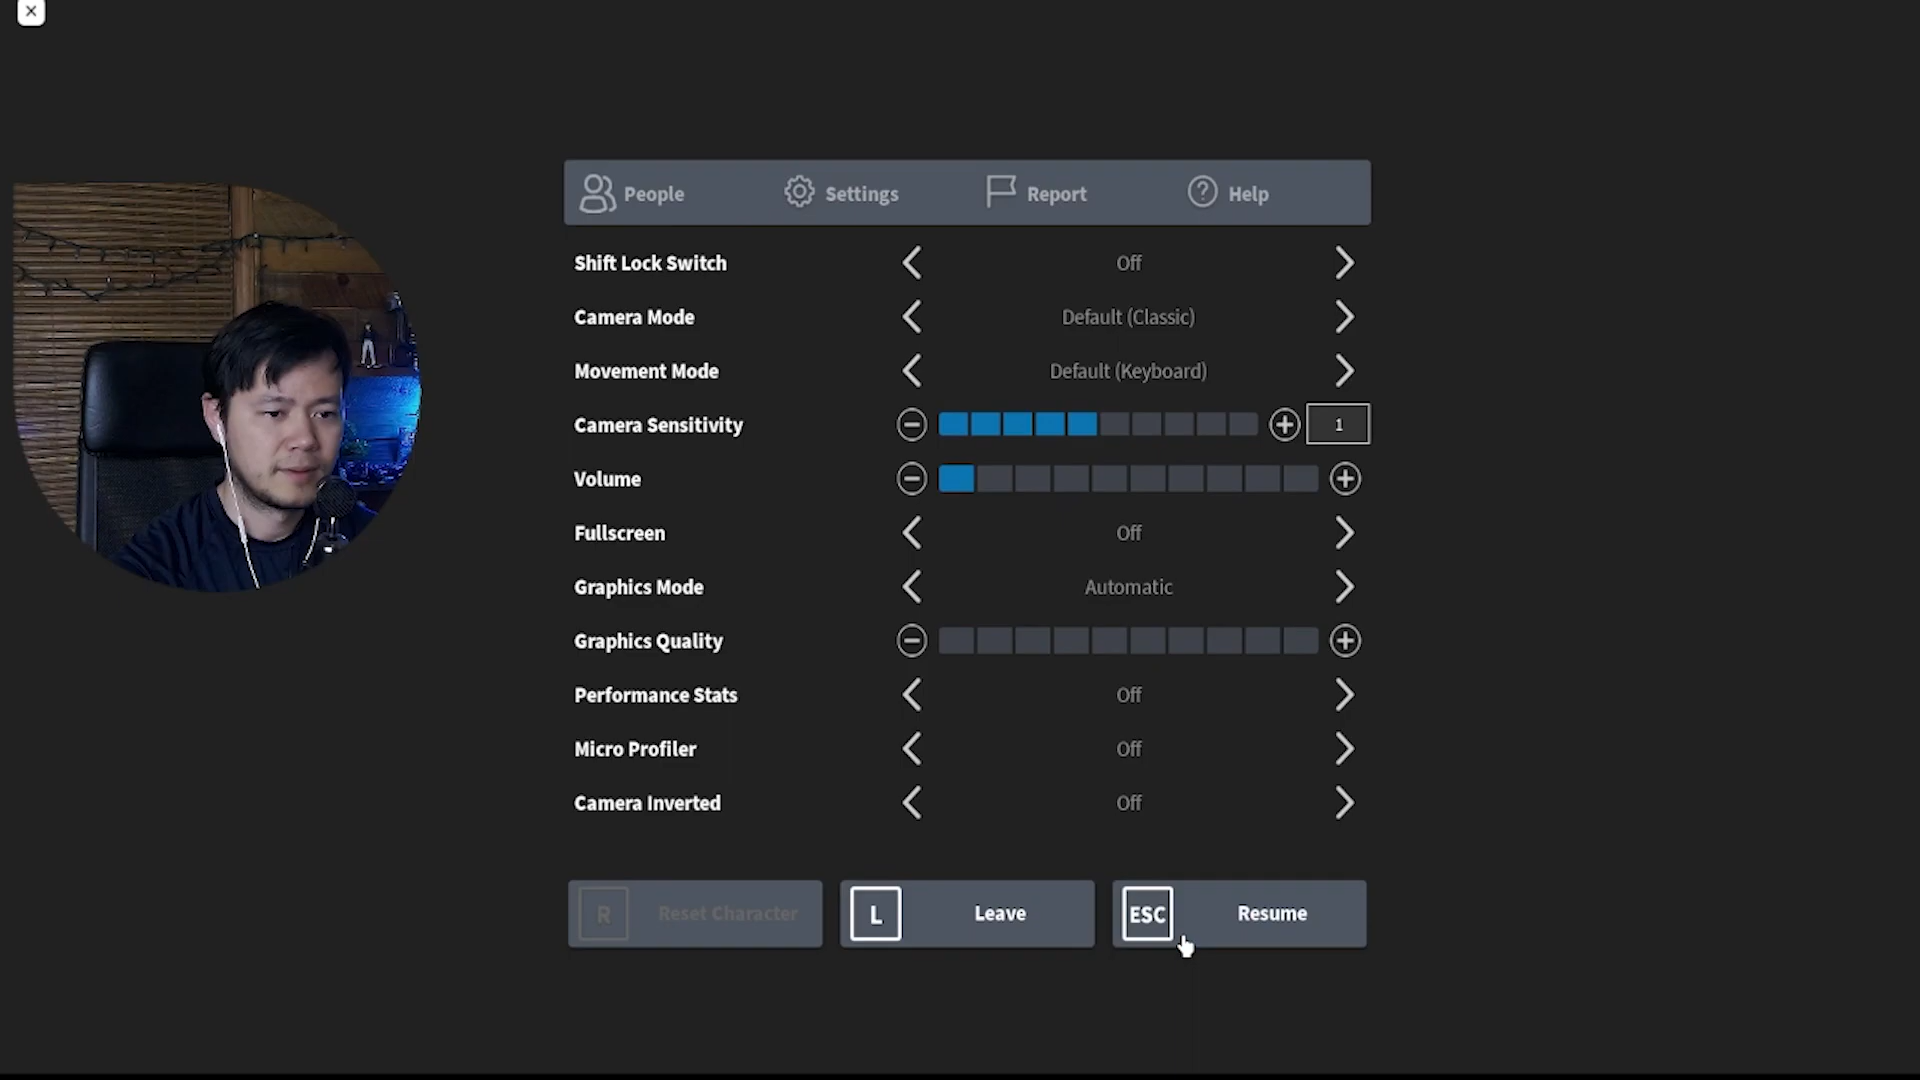 ×
People Settings Report Help
Shift Lock Switch Off
Camera Mode Default (Classic)
Movement Mode Default (Keyboard)
Camera Sensitivity 1
Volume
Fullscreen Off
Graphics Mode Automatic
Graphics Quality
Performance Stats Off
Micro Profiler Off
Camera Inverted Off
R Reset Character L Leave ESC Resume